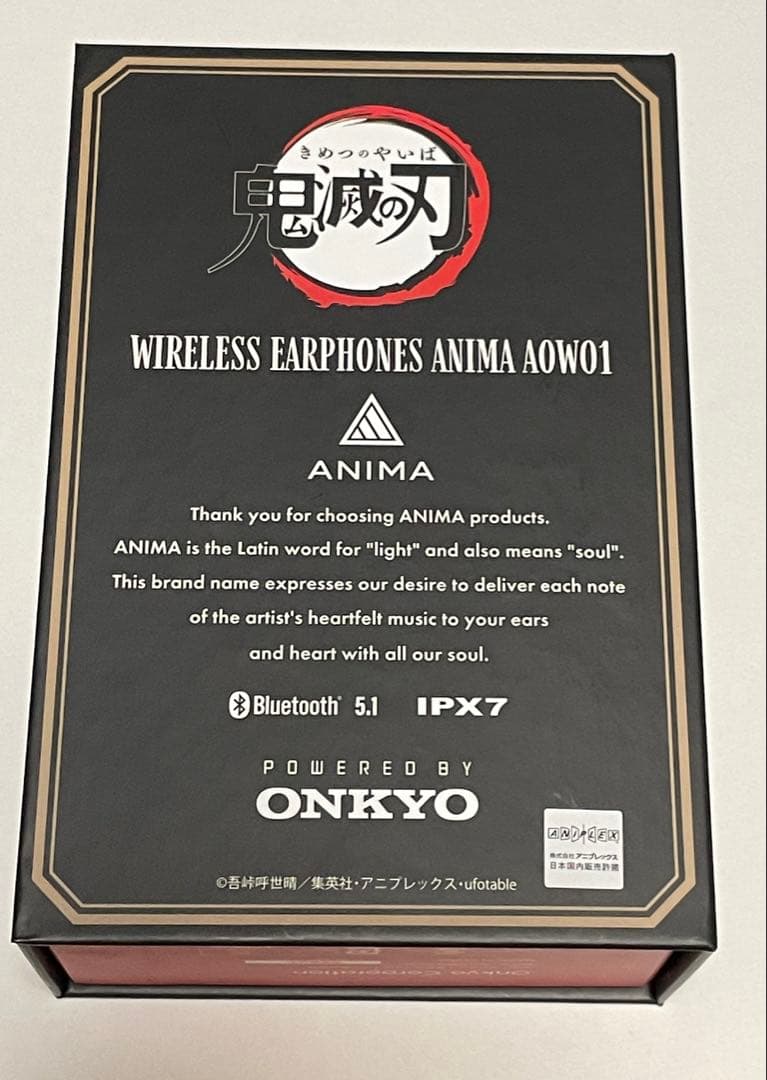 きめつのやいば
鬼滅の刃
WIRELESS EARPHONES ANIMA AOW01
ANIMA
Thank you for choosing ANIMA products.
ANIMA is the Latin word for "light" and also means "soul".
This brand name expresses our desire to deliver each note
of the artist's heartfelt music to your ears
and heart with all our soul.
Bluetooth® 5.1 IPX7
POWERED BY
ONKYO
ANIPLEX
株式会社アニプレックス
日本国内販売許諾
©吾峠呼世晴／集英社・アニプレックス・ufotable
Onkyo Corporation